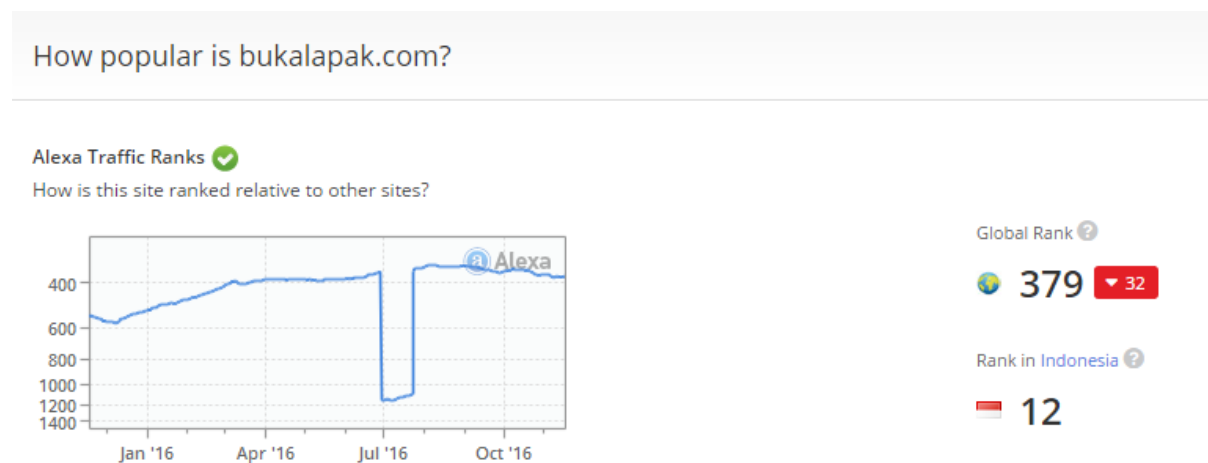 How popular is bukalapak.com?
Alexa Traffic Ranks
How is this site ranked relative to other sites?
a Alexa
400
600
800
1000
1200
1400
Jan '16 Apr '16 Jul '16 Oct '16
Global Rank ?
379 32
Rank in Indonesia ?
12